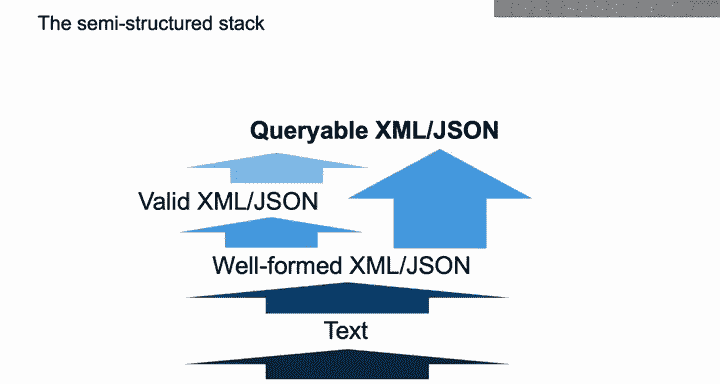 The semi-structured stack
Queryable XML/JSON
Valid XML/JSON
Well-formed XML/JSON
Text